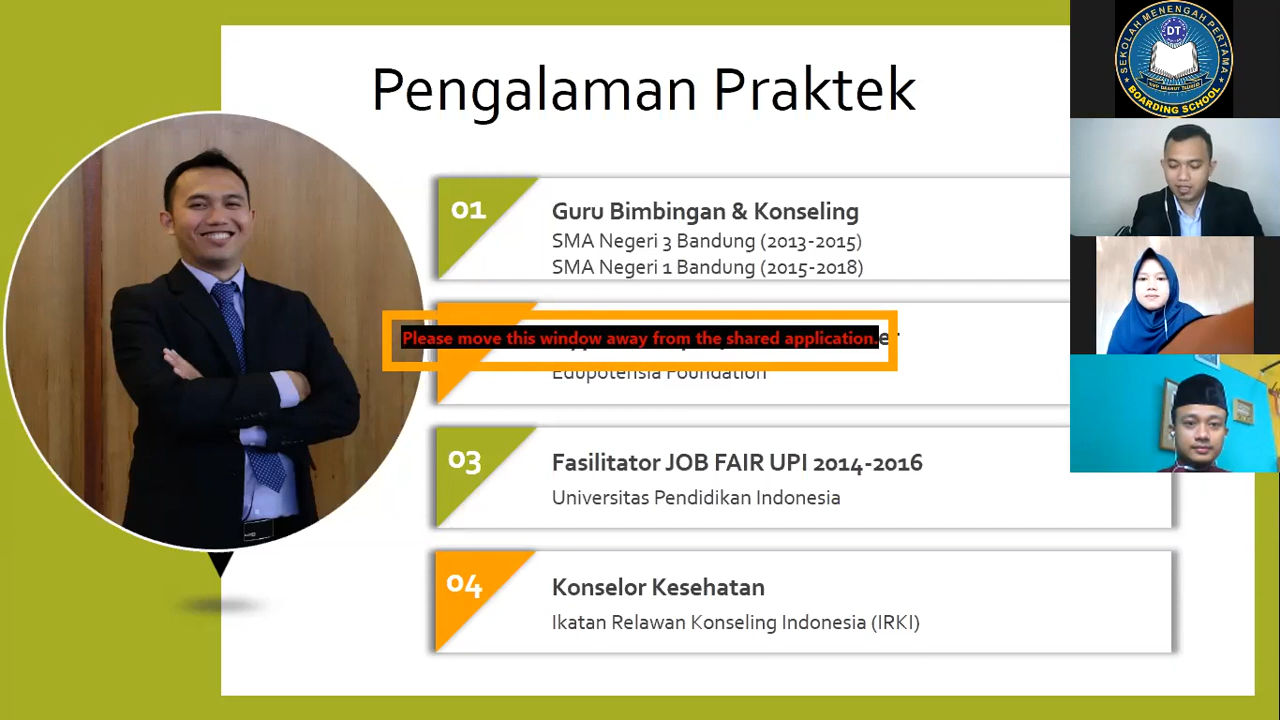 Pengalaman Praktek
01
Guru Bimbingan & Konseling
SMA Negeri 3 Bandung (2013-2015)
SMA Negeri 1 Bandung (2015-2018)
Please move this window away from the shared application.
Edupotensia Foundation
03
Fasilitator JOB FAIR UPI 2014-2016
Universitas Pendidikan Indonesia
04
Konselor Kesehatan
Ikatan Relawan Konseling Indonesia (IRKI)
SEKOLAH MENENGAH PERTAMA
DT
BOARDING SCHOOL